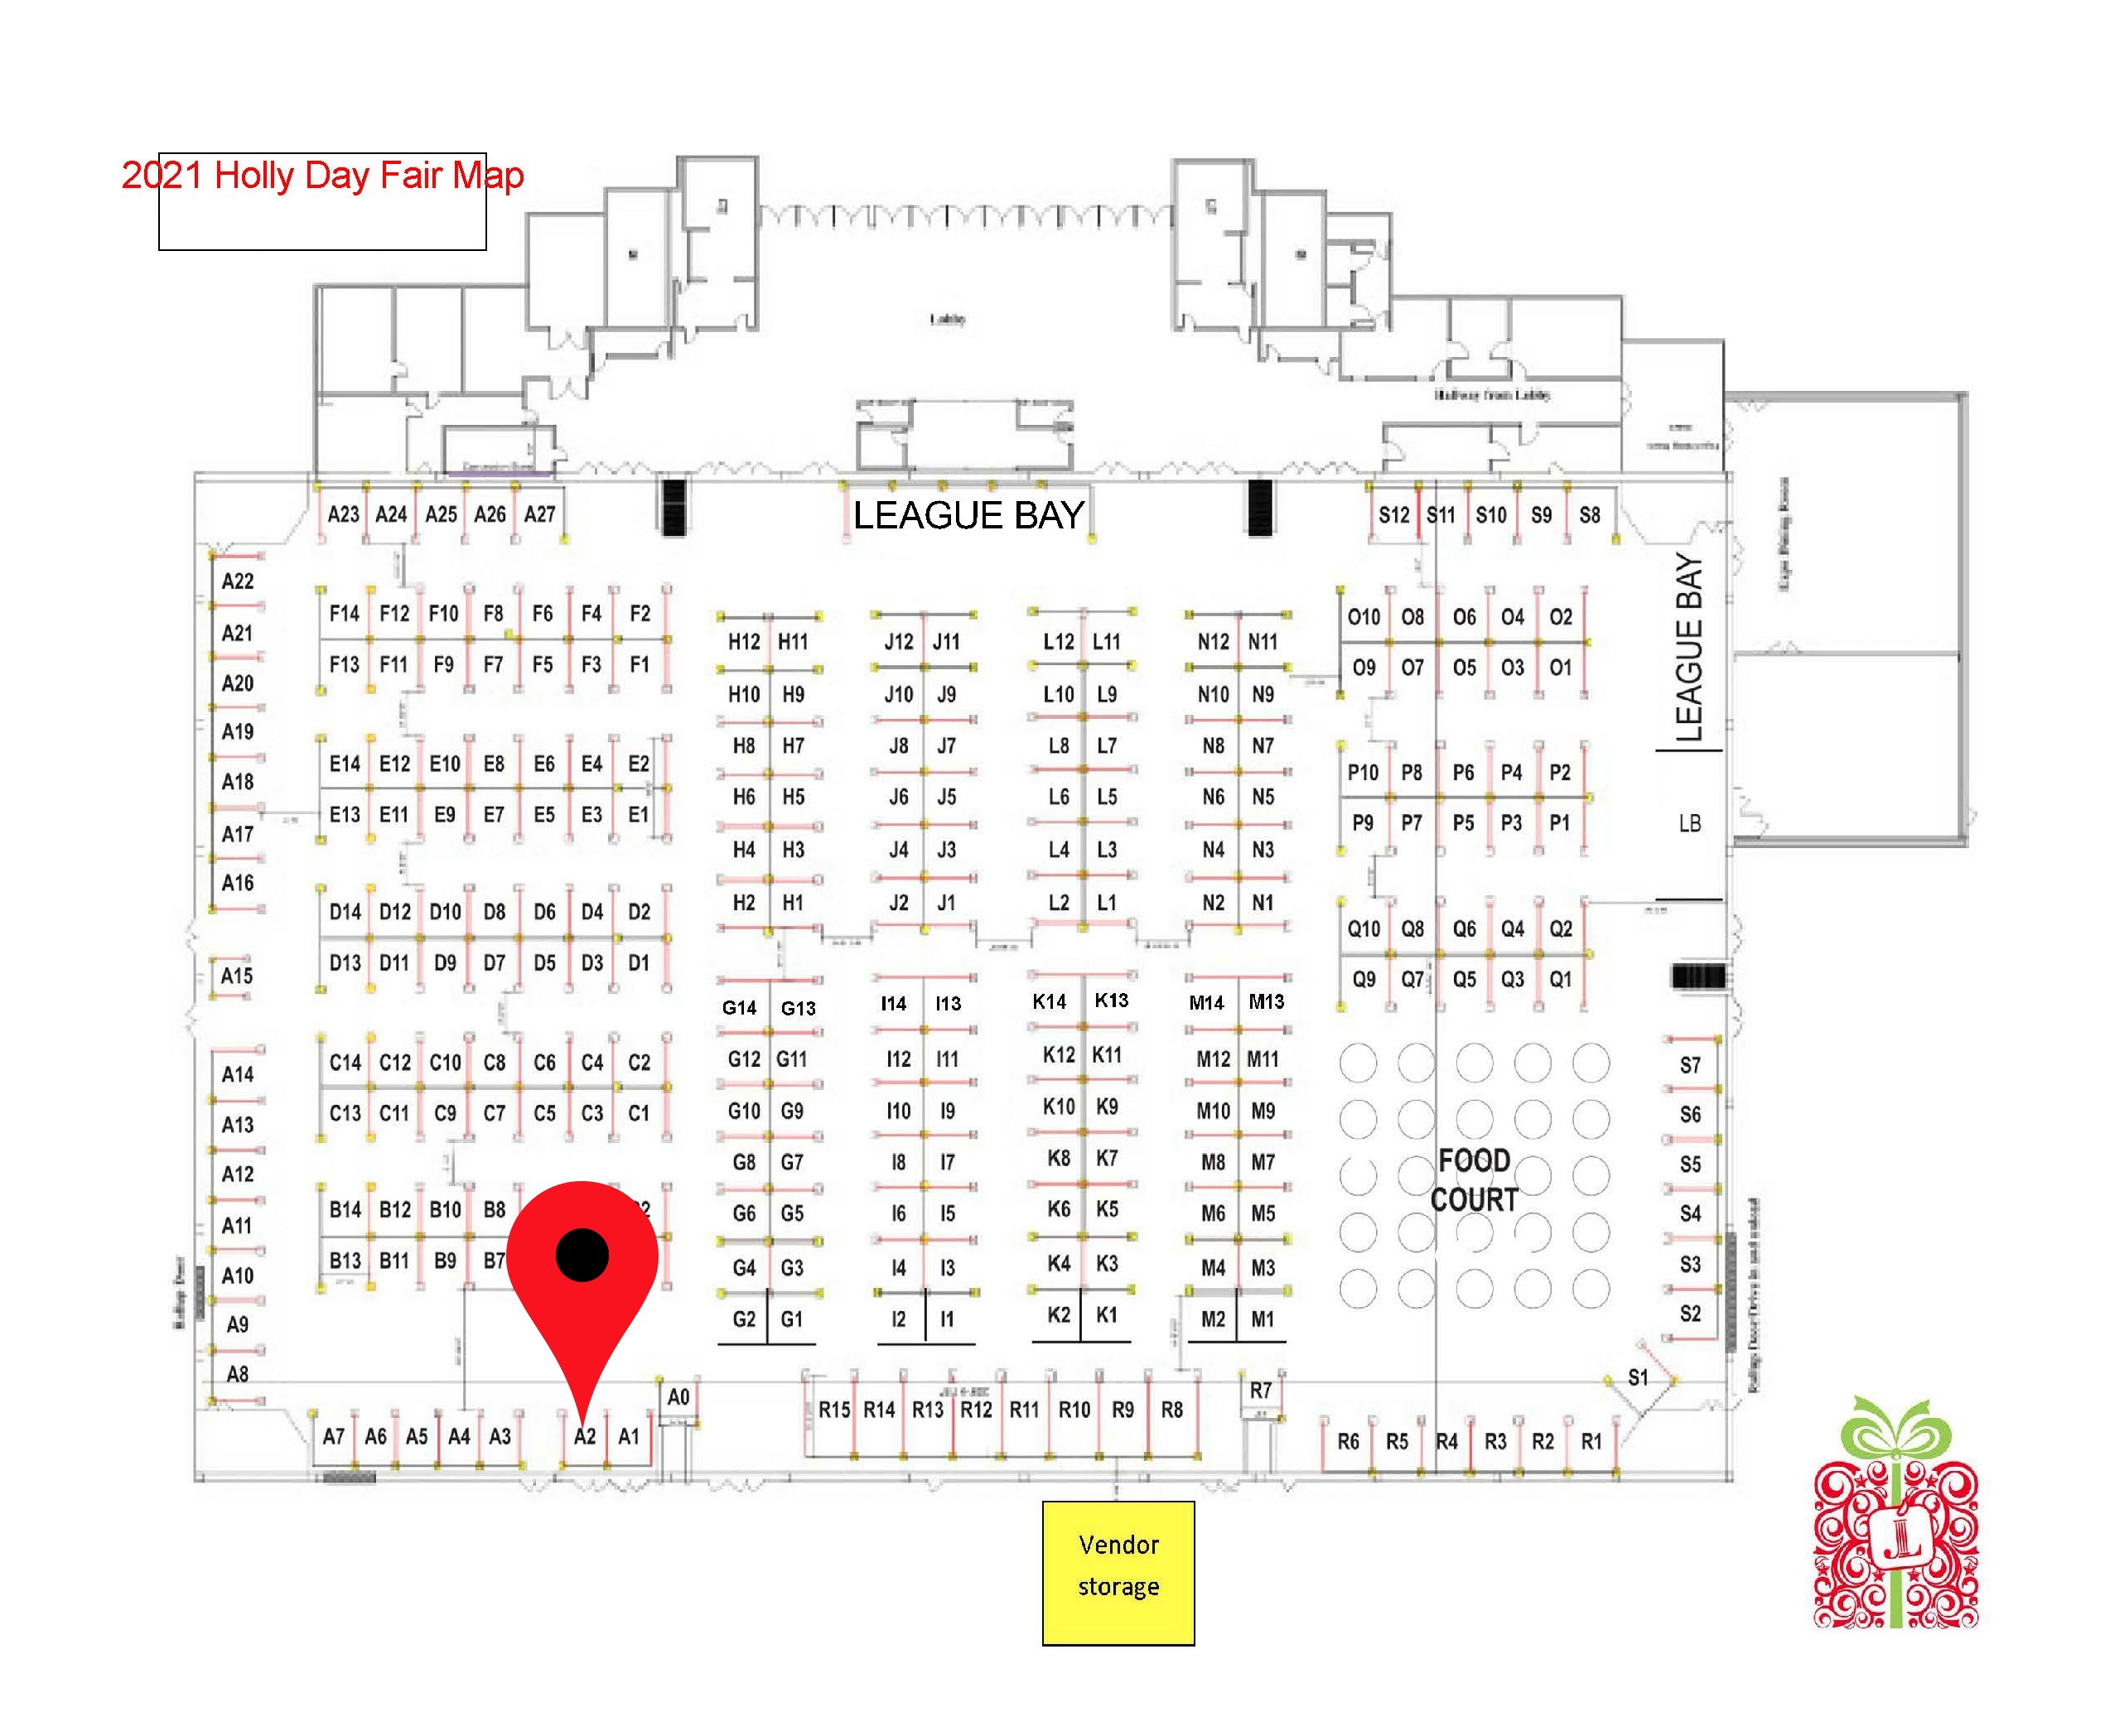 2021 Holly Day Fair Map
Lobby
Hallway from Lobby
LEAGUE BAY
A23 A24 A25 A26 A27
S12 S11 S10 S9 S8
A22
A21
A20
A19
A18
A17
A16
A15
A14
A13
A12
A11
A10
A9
A8
F14 F12 F10 F8 F6 F4 F2
F13 F11 F9 F7 F5 F3 F1
E14 E12 E10 E8 E6 E4 E2
E13 E11 E9 E7 E5 E3 E1
D14 D12 D10 D8 D6 D4 D2
D13 D11 D9 D7 D5 D3 D1
C14 C12 C10 C8 C6 C4 C2
C13 C11 C9 C7 C5 C3 C1
B14 B12 B10 B8
B13 B11 B9 B7
H12 H11
H10 H9
H8 H7
H6 H5
H4 H3
H2 H1
G14 G13
G12 G11
G10 G9
G8 G7
G6 G5
G4 G3
G2 G1
J12 J11
J10 J9
J8 J7
J6 J5
J4 J3
J2 J1
I14 I13
I12 I11
I10 I9
I8 I7
I6 I5
I4 I3
I2 I1
L12 L11
L10 L9
L8 L7
L6 L5
L4 L3
L2 L1
K14 K13
K12 K11
K10 K9
K8 K7
K6 K5
K4 K3
K2 K1
N12 N11
N10 N9
N8 N7
N6 N5
N4 N3
N2 N1
M14 M13
M12 M11
M10 M9
M8 M7
M6 M5
M4 M3
M2 M1
O10 O8 O6 O4 O2
O9 O7 O5 O3 O1
P10 P8 P6 P4 P2
P9 P7 P5 P3 P1
Q10 Q8 Q6 Q4 Q2
Q9 Q7 Q5 Q3 Q1
LEAGUE BAY
LB
FOOD
COURT
S7
S6
S5
S4
S3
S2
S1
A7 A6 A5 A4 A3 A2 A1
A0
R15 R14 R13 R12 R11 R10 R9 R8
R7
R6 R5 R4 R3 R2 R1
Vendor
storage
JL